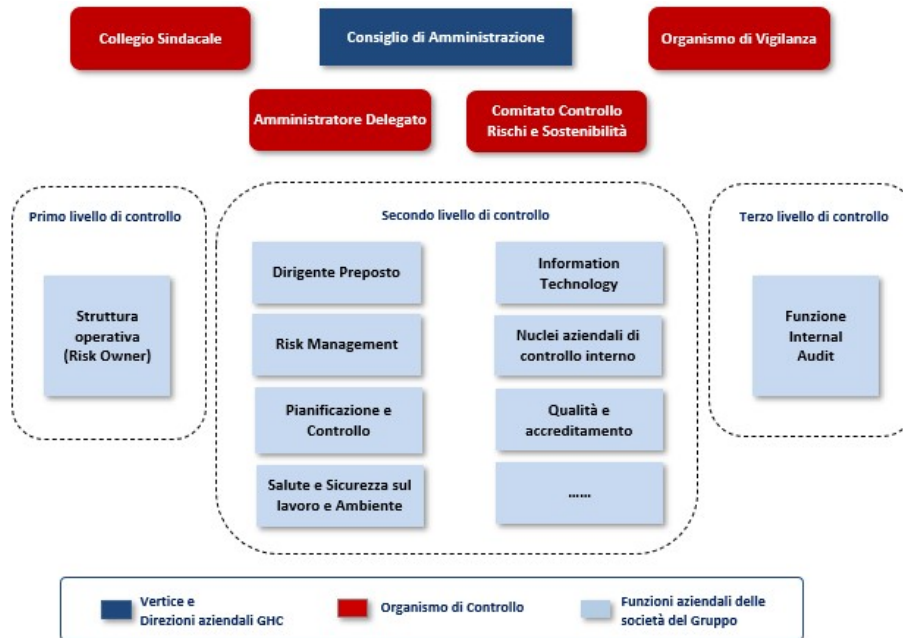 Collegio Sindacale
Consiglio di Amministrazione
Organismo di Vigilanza
Amministratore Delegato
Comitato Controllo
Rischi e Sostenibilità
Primo livello di controllo
Struttura
operativa
(Risk Owner)
Secondo livello di controllo
Dirigente Preposto
Information
Technology
Risk Management
Nuclei aziendali di
controllo interno
Pianificazione e
Controllo
Qualità e
accreditamento
Salute e Sicurezza sul
lavoro e Ambiente
......
Terzo livello di controllo
Funzione
Internal
Audit
Vertice e
Direzioni aziendali GHC
Organismo di Controllo
Funzioni aziendali delle
società del Gruppo